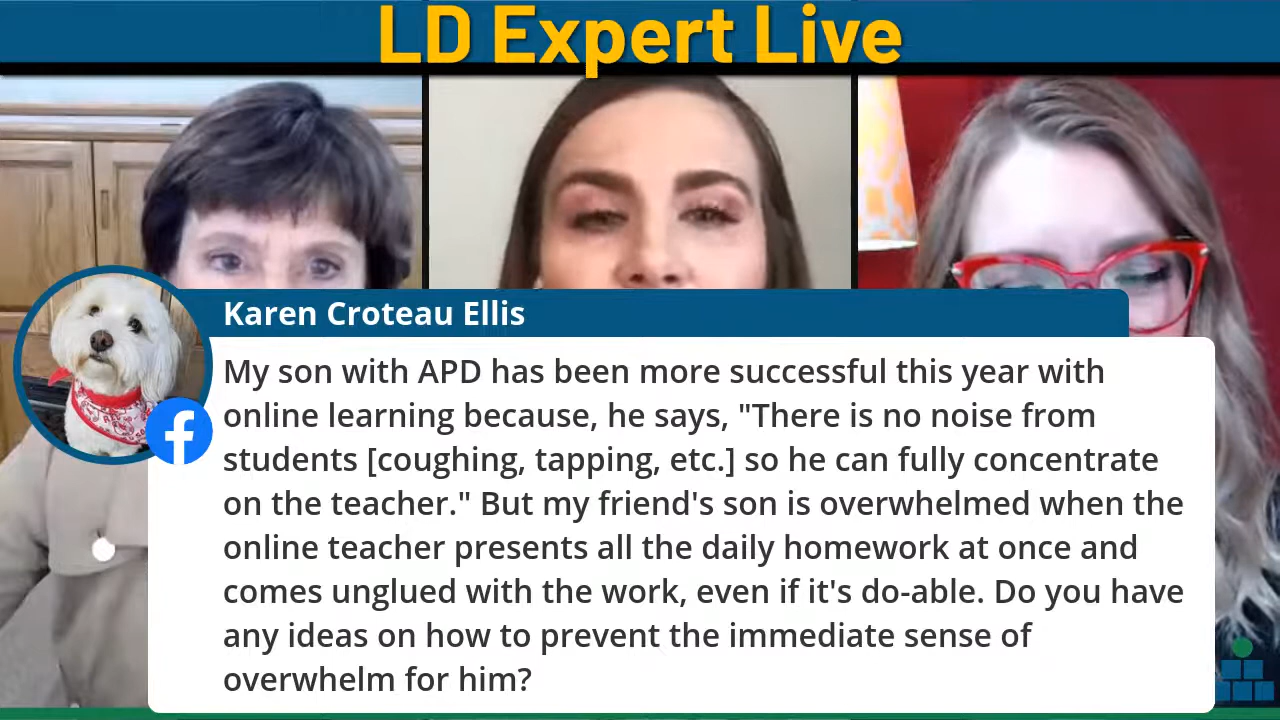 LD Expert Live
Karen Croteau Ellis
My son with APD has been more successful this year with
online learning because, he says, "There is no noise from
students [coughing, tapping, etc.] so he can fully concentrate
on the teacher." But my friend's son is overwhelmed when the
online teacher presents all the daily homework at once and
comes unglued with the work, even if it's do-able. Do you have
any ideas on how to prevent the immediate sense of
overwhelm for him?